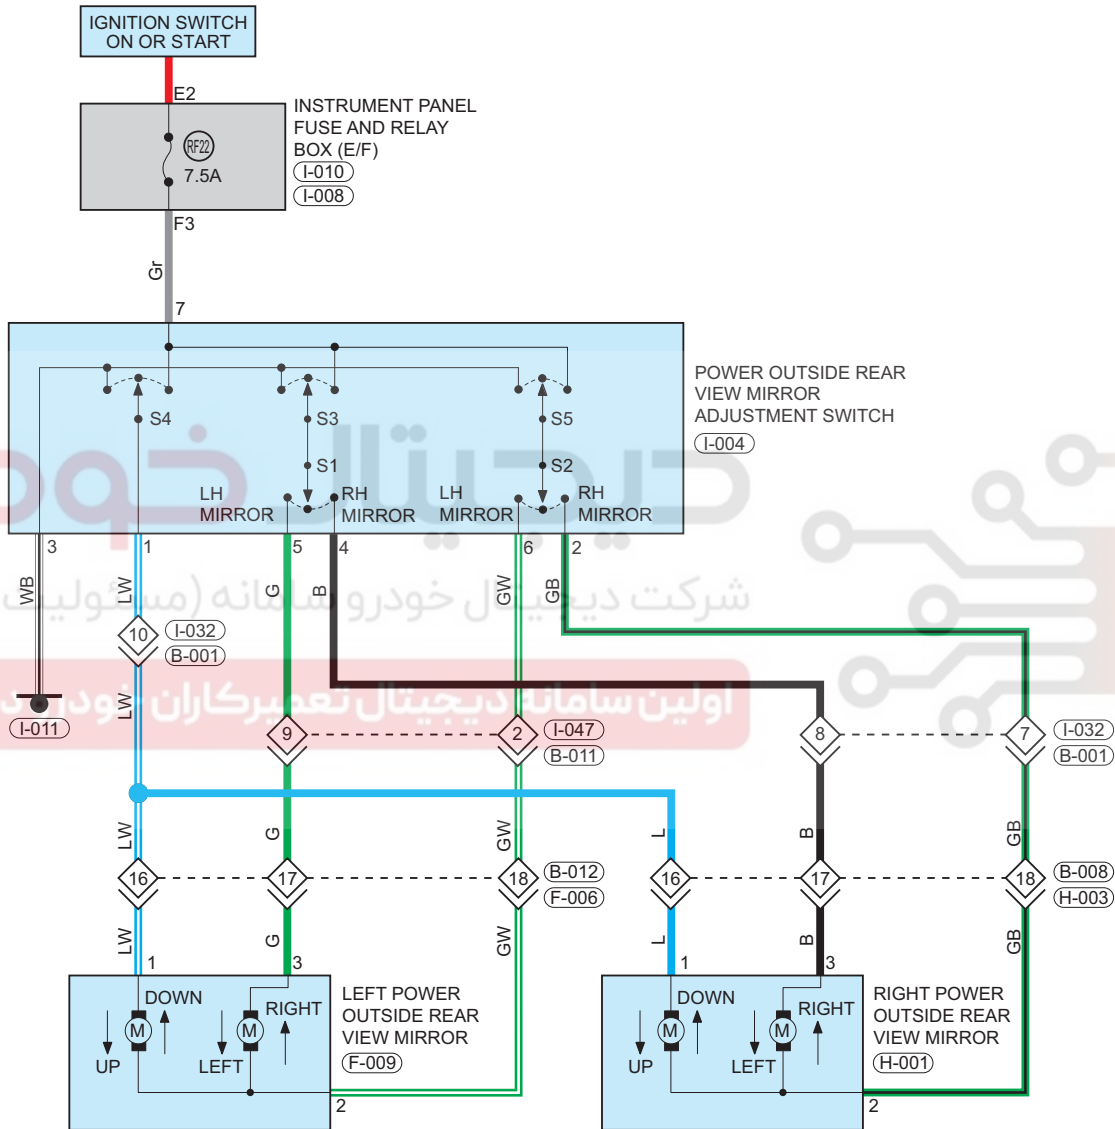 IGNITION SWITCH
ON OR START
E2
INSTRUMENT PANEL
FUSE AND RELAY
BOX (E/F)
I-010
I-008
RF22
7.5A
F3
Gr
7
POWER OUTSIDE REAR
VIEW MIRROR
ADJUSTMENT SWITCH
I-004
S4
S3
S5
S1
S2
LH
MIRROR
RH
MIRROR
LH
MIRROR
RH
MIRROR
دیجیتال خودرو
3
1
5
4
6
2
WB
LW
G
B
GW
GB
شرکت دیجیتال خودرو سامانه (مسئولیت
10
I-032
B-001
LW
اولین سامانه دیجیتال تعمیرکاران خودرو د
I-011
9
2
I-047
B-011
8
7
I-032
B-001
LW
G
GW
L
B
GB
16
17
18
B-012
F-006
16
17
18
B-008
H-003
LW
G
GW
L
B
GB
1
3
1
3
DOWN
RIGHT
M
M
UP
LEFT
LEFT POWER
OUTSIDE REAR
VIEW MIRROR
F-009
2
DOWN
RIGHT
M
M
UP
LEFT
RIGHT POWER
OUTSIDE REAR
VIEW MIRROR
H-001
2